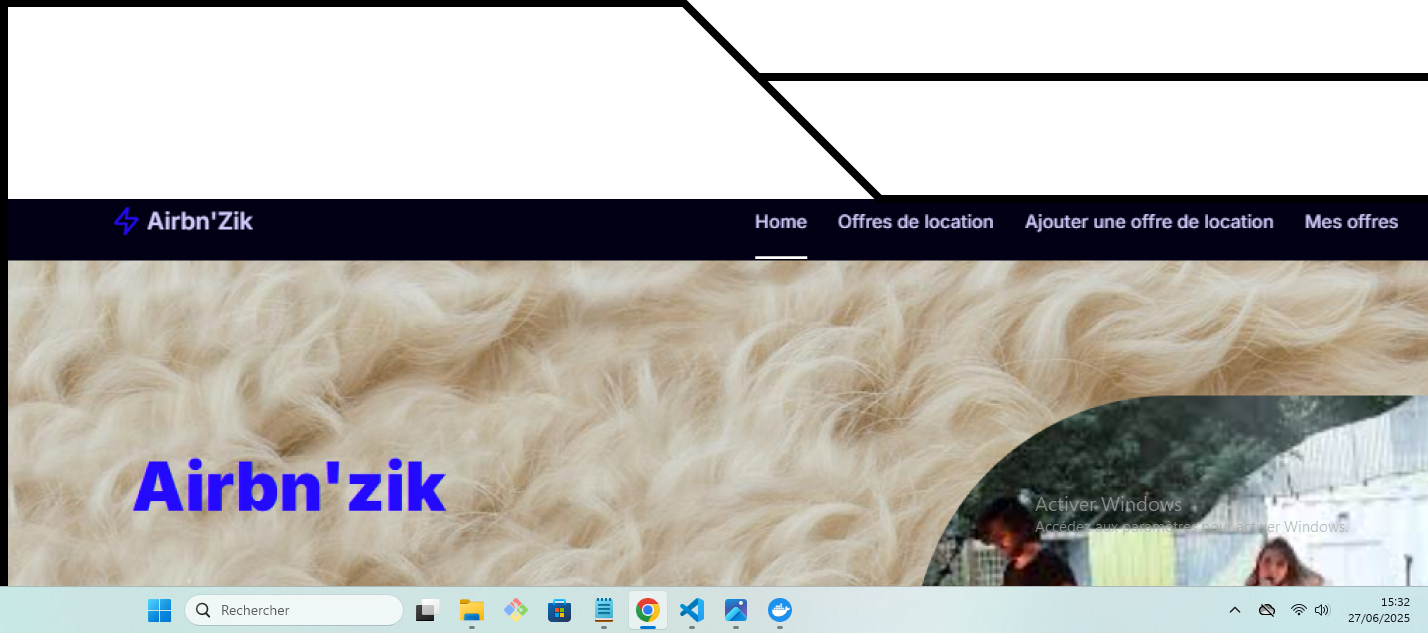 Airbn'Zik
Home Offres de location Ajouter une offre de location Mes offres
Airbn'zik
Activer Windows
Accédez aux paramètres pour activer Windows.
Rechercher
15:32
27/06/2025